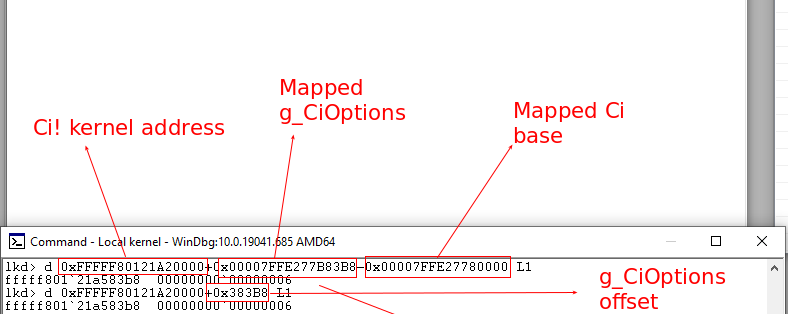 Mapped
g_CiOptions
Mapped Ci
base
Ci! kernel address
Command - Local kernel - WinDbg:10.0.19041.685 AMD64
lkd> d 0xFFFFF80121A20000+0x00007FFE277B83B8-0x00007FFE27780000 L1
fffff801`21a583b8 00000000`00000006
lkd> d 0xFFFFF80121A20000+0x383B8 L1
fffff801`21a583b8 00000000`00000006
g_CiOptions
offset